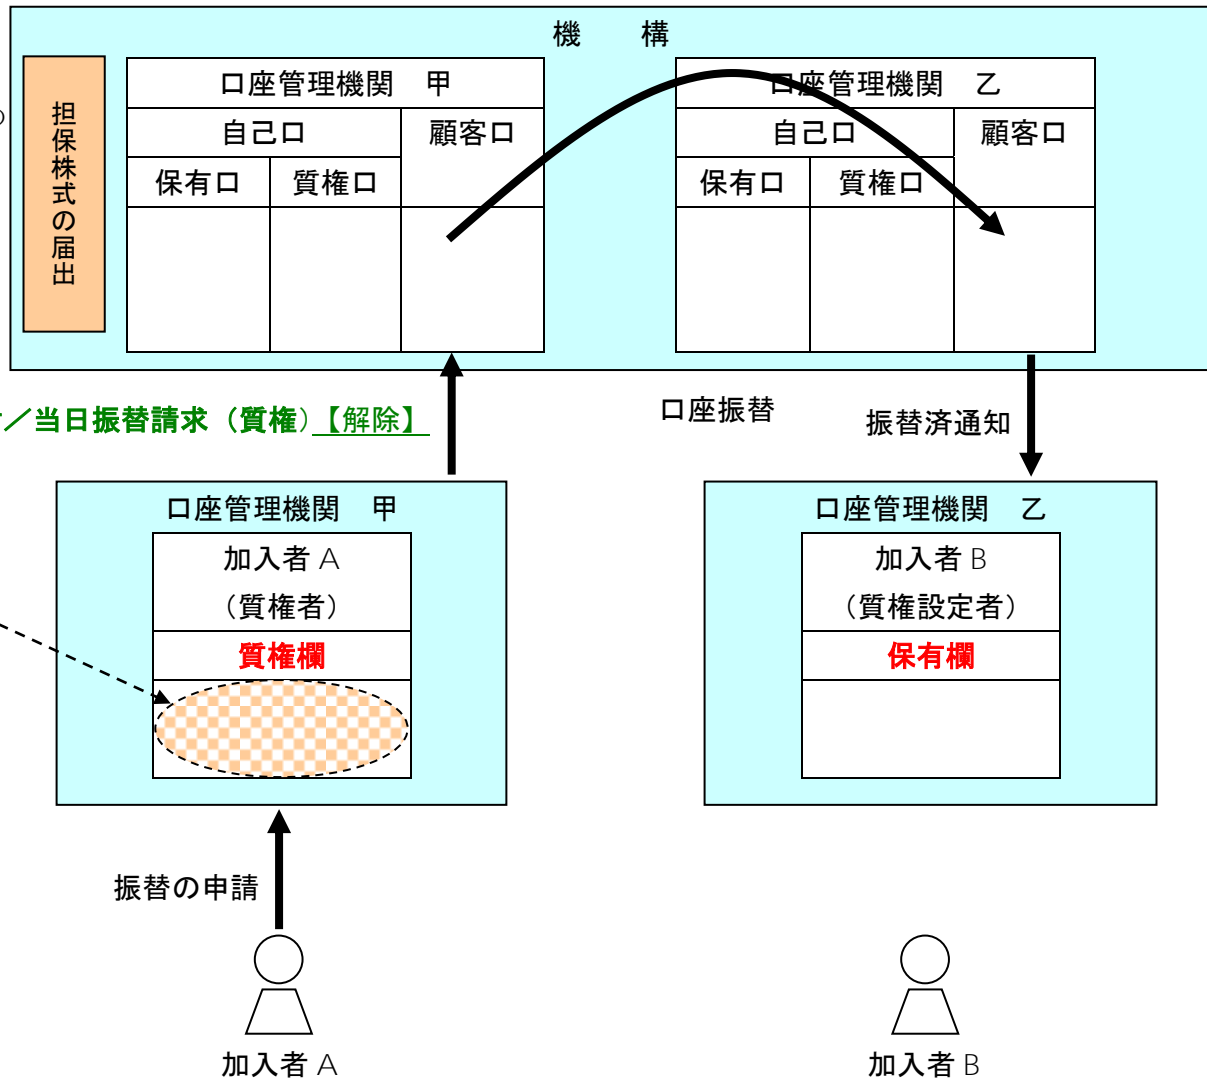 機　構
担保株式の届出
口座管理機関　甲
自己口
顧客口
保有口
質権口
口座管理機関　乙
自己口
顧客口
保有口
質権口
の
／当日振替請求（質権）【解除】
口座振替
振替済通知
口座管理機関　甲
加入者 A
（質権者）
質権欄
口座管理機関　乙
加入者 B
（質権設定者）
保有欄
振替の申請
加入者 A
加入者 B